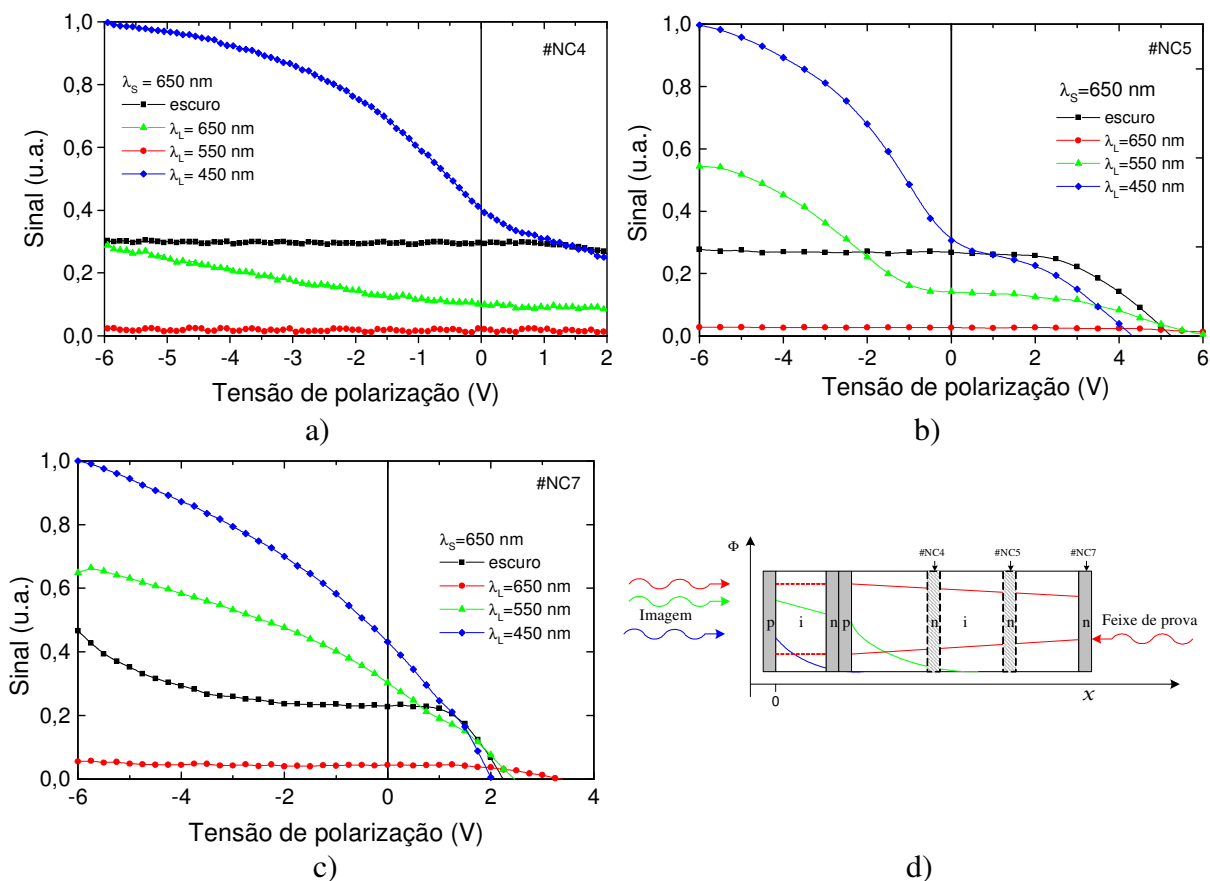 #NC4
λS = 650 nm
escuro
λL= 650 nm
λL= 550 nm
λL= 450 nm
Sinal (u.a.)
1,0
0,8
0,6
0,4
0,2
0,0
-6 -5 -4 -3 -2 -1 0 1 2
Tensão de polarização (V)
a)
#NC5
λS=650 nm
escuro
λL=650 nm
λL=550 nm
λL=450 nm
Sinal (u.a.)
1,0
0,8
0,6
0,4
0,2
0,0
-6 -4 -2 0 2 4 6
Tensão de polarização (V)
b)
#NC7
λS=650 nm
escuro
λL=650 nm
λL=550 nm
λL=450 nm
Sinal (u.a.)
1,0
0,8
0,6
0,4
0,2
0,0
-6 -4 -2 0 2 4
Tensão de polarização (V)
c)
Φ
#NC4 #NC5 #NC7
Imagem
p i n p n i n n
Feixe de prova
0 x
d)